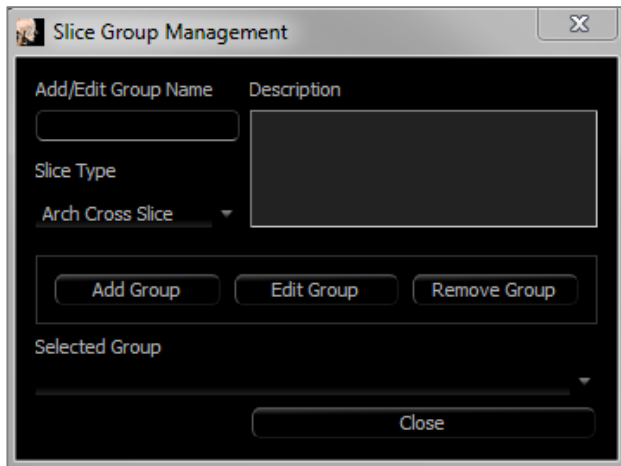 Slice Group Management
Add/Edit Group Name
Description
Slice Type
Arch Cross Slice
Add Group
Edit Group
Remove Group
Selected Group
Close